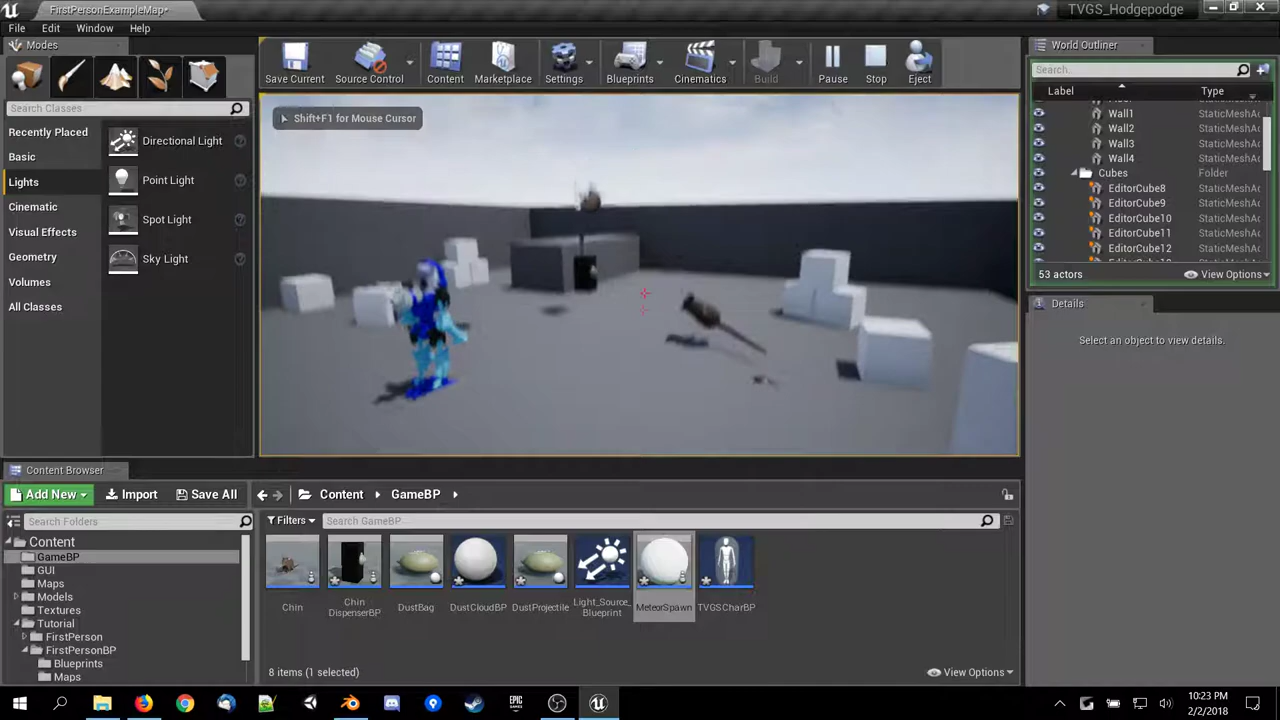 FirstPersonExampleMap•
TVGS_Hodgepodge
File Edit Window Help
Modes
Search Classes
Recently Placed
Basic
Lights
Cinematic
Visual Effects
Geometry
Volumes
All Classes
Directional Light
Point Light
Spot Light
Sky Light
Save Current Source Control Content Marketplace Settings Blueprints Cinematics Build Pause Stop Eject
Shift+F1 for Mouse Cursor
World Outliner
Search...
Label Type
Wall1 StaticMeshAc
Wall2 StaticMeshAc
Wall3 StaticMeshAc
Wall4 StaticMeshAc
Cubes Folder
EditorCube8 StaticMeshAc
EditorCube9 StaticMeshAc
EditorCube10 StaticMeshAc
EditorCube11 StaticMeshAc
EditorCube12 StaticMeshAc
53 actors View Options
Details
Select an object to view details.
Content Browser
Add New Import Save All Content GameBP
Search Folders
Content
GameBP
GUI
Maps
Models
Textures
Tutorial
FirstPerson
FirstPersonBP
Blueprints
Maps
Filters Search GameBP
Chin
Chin
DispenserBP
DustBag
DustCloudBP
DustProjectile
Light_Source_
Blueprint
MeteorSpawn
TVGSCharBP
8 items (1 selected) View Options
10:23 PM
2/2/2018